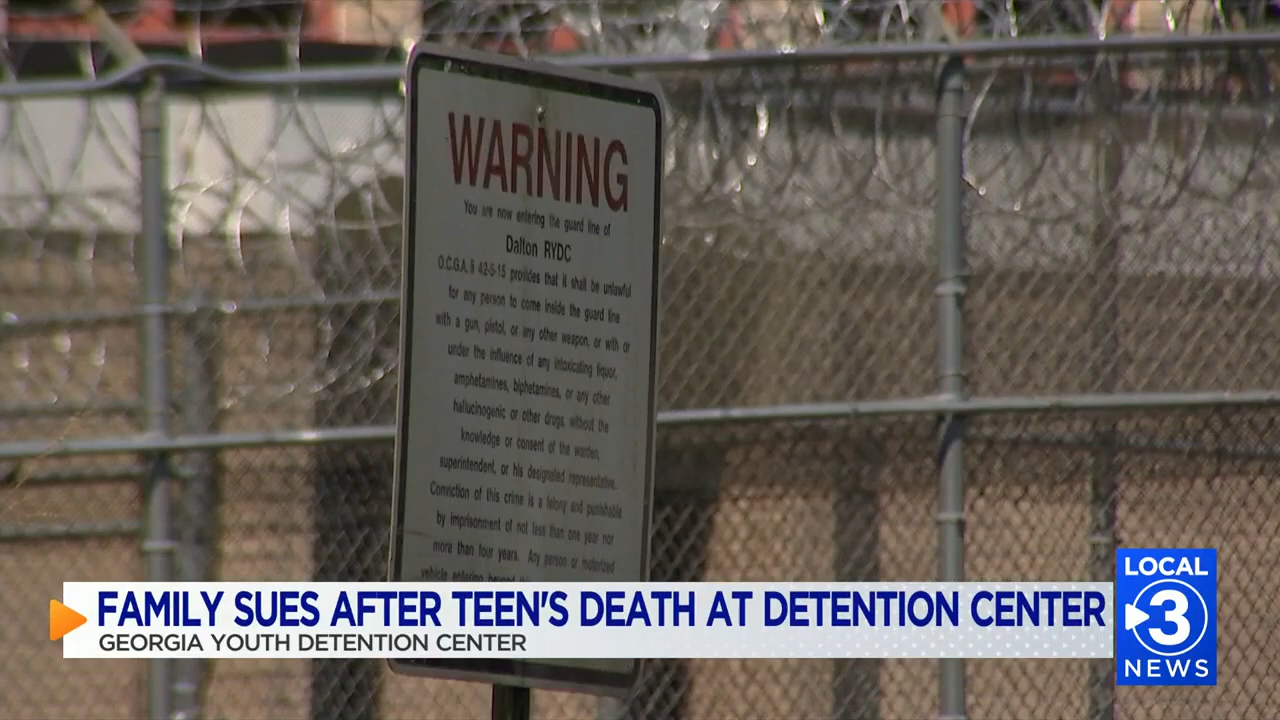 WARNING
You are now entering the guard line of
Dalton RYDC
O.C.G.A. § 42-5-15 provides that it shall be unlawful
for any person to come inside the guard line
with a gun, pistol, or any other weapon, or with or
under the influence of any intoxicating liquor,
amphetamines, biphetamines, or any other
hallucinogenic or other drugs, without the
knowledge or consent of the warden,
superintendent, or his designated representative.
Conviction of this crime is a felony and punishable
by imprisonment of not less than one year nor
more than four years. Any person or motorized
vehicle entering beyond
FAMILY SUES AFTER TEEN'S DEATH AT DETENTION CENTER
GEORGIA YOUTH DETENTION CENTER
LOCAL
3
NEWS